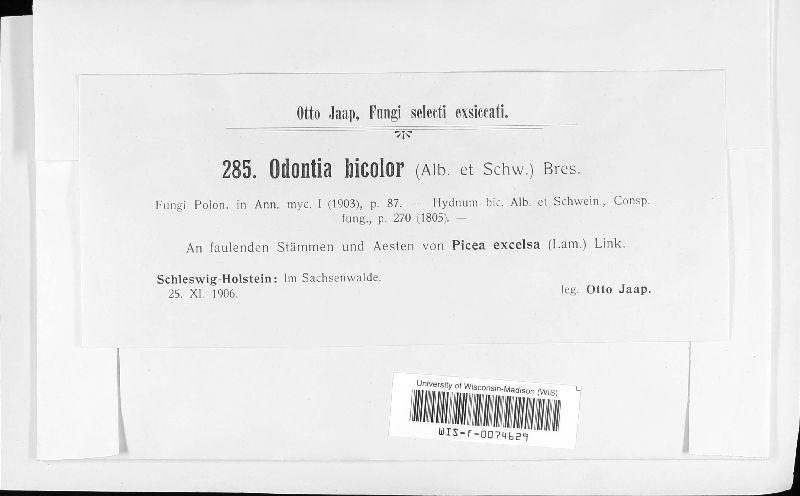 Otto Jaap, Fungi selecti exsiccati.
285. Odontia bicolor (Alb. et Schw.) Bres.
Fungi Polon. in Ann. myc. I (1903), p. 87. — Hydnum bic. Alb. et Schwein., Consp.
fung., p. 270 (1805). —
An faulenden Stämmen und Aesten von Picea excelsa (Lam.) Link.
Schleswig-Holstein: Im Sachsenwalde.
25. XI. 1906.
leg. Otto Jaap.
University of Wisconsin-Madison (WIS)
WIS-f-0074629